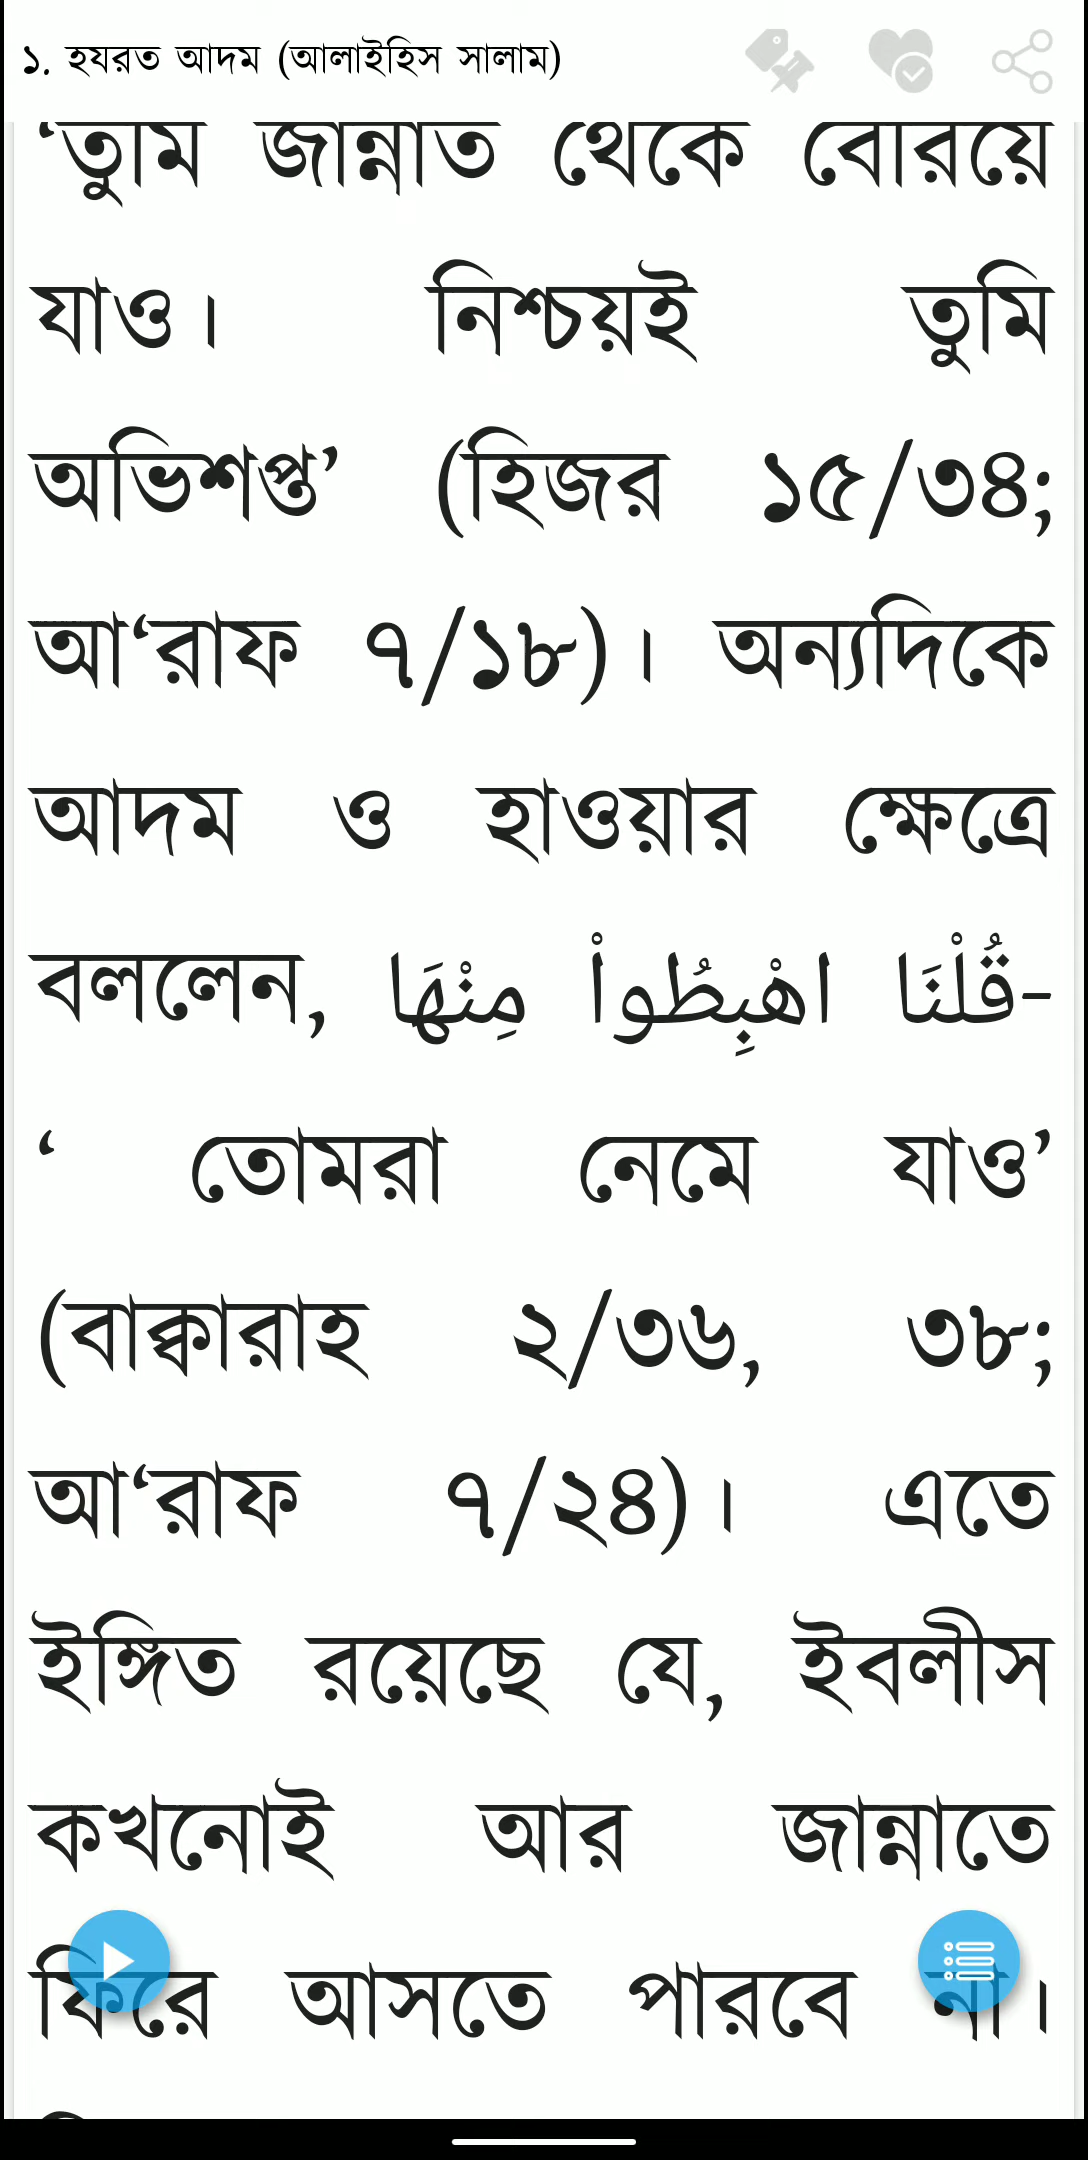 ১. হযরত আদম (আলাইহিস সালাম)
‘তুমি জান্নাত থেকে বেরিয়ে
যাও। নিশ্চয়ই তুমি
অভিশপ্ত’ (হিজর ১৫/৩৪;
আ‘রাফ ৭/১৮)। অন্যদিকে
আদম ও হাওয়ার ক্ষেত্রে
বললেন, قُلْنَا اهْبِطُواْ مِنْهَا-
‘ তোমরা নেমে যাও’
(বাক্বারাহ ২/৩৬, ৩৮;
আ‘রাফ ৭/২৪)। এতে
ইঙ্গিত রয়েছে যে, ইবলীস
কখনোই আর জান্নাতে
ফিরে আসতে পারবে না।